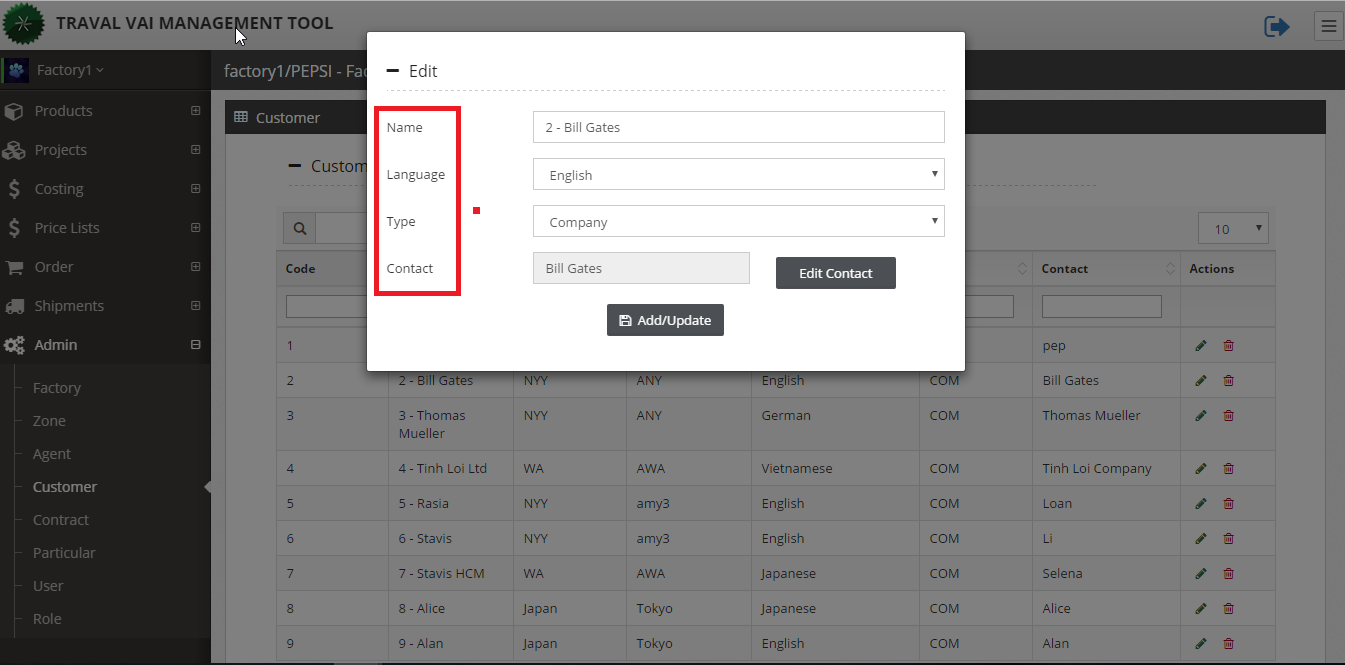 TRAVAL VAI MANAGEMENT TOOL
Factory1
Products
Projects
Costing
Price Lists
Order
Shipments
Admin
Factory
Zone
Agent
Customer
Contract
Particular
User
Role
factory1/PEPSI - Fac
Customer
Custom
Edit
Name
2 - Bill Gates
Language
English
Type
Company
Contact
Bill Gates
Edit Contact
Add/Update
10
Code Contact Actions
1 pep
2 2 - Bill Gates NYY ANY English COM Bill Gates
3 3 - Thomas Mueller NYY ANY German COM Thomas Mueller
4 4 - Tinh Loi Ltd WA AWA Vietnamese COM Tinh Loi Company
5 5 - Rasia NYY amy3 English COM Loan
6 6 - Stavis NYY amy3 English COM Li
7 7 - Stavis HCM WA AWA Japanese COM Selena
8 8 - Alice Japan Tokyo Japanese COM Alice
9 9 - Alan Japan Tokyo English COM Alan